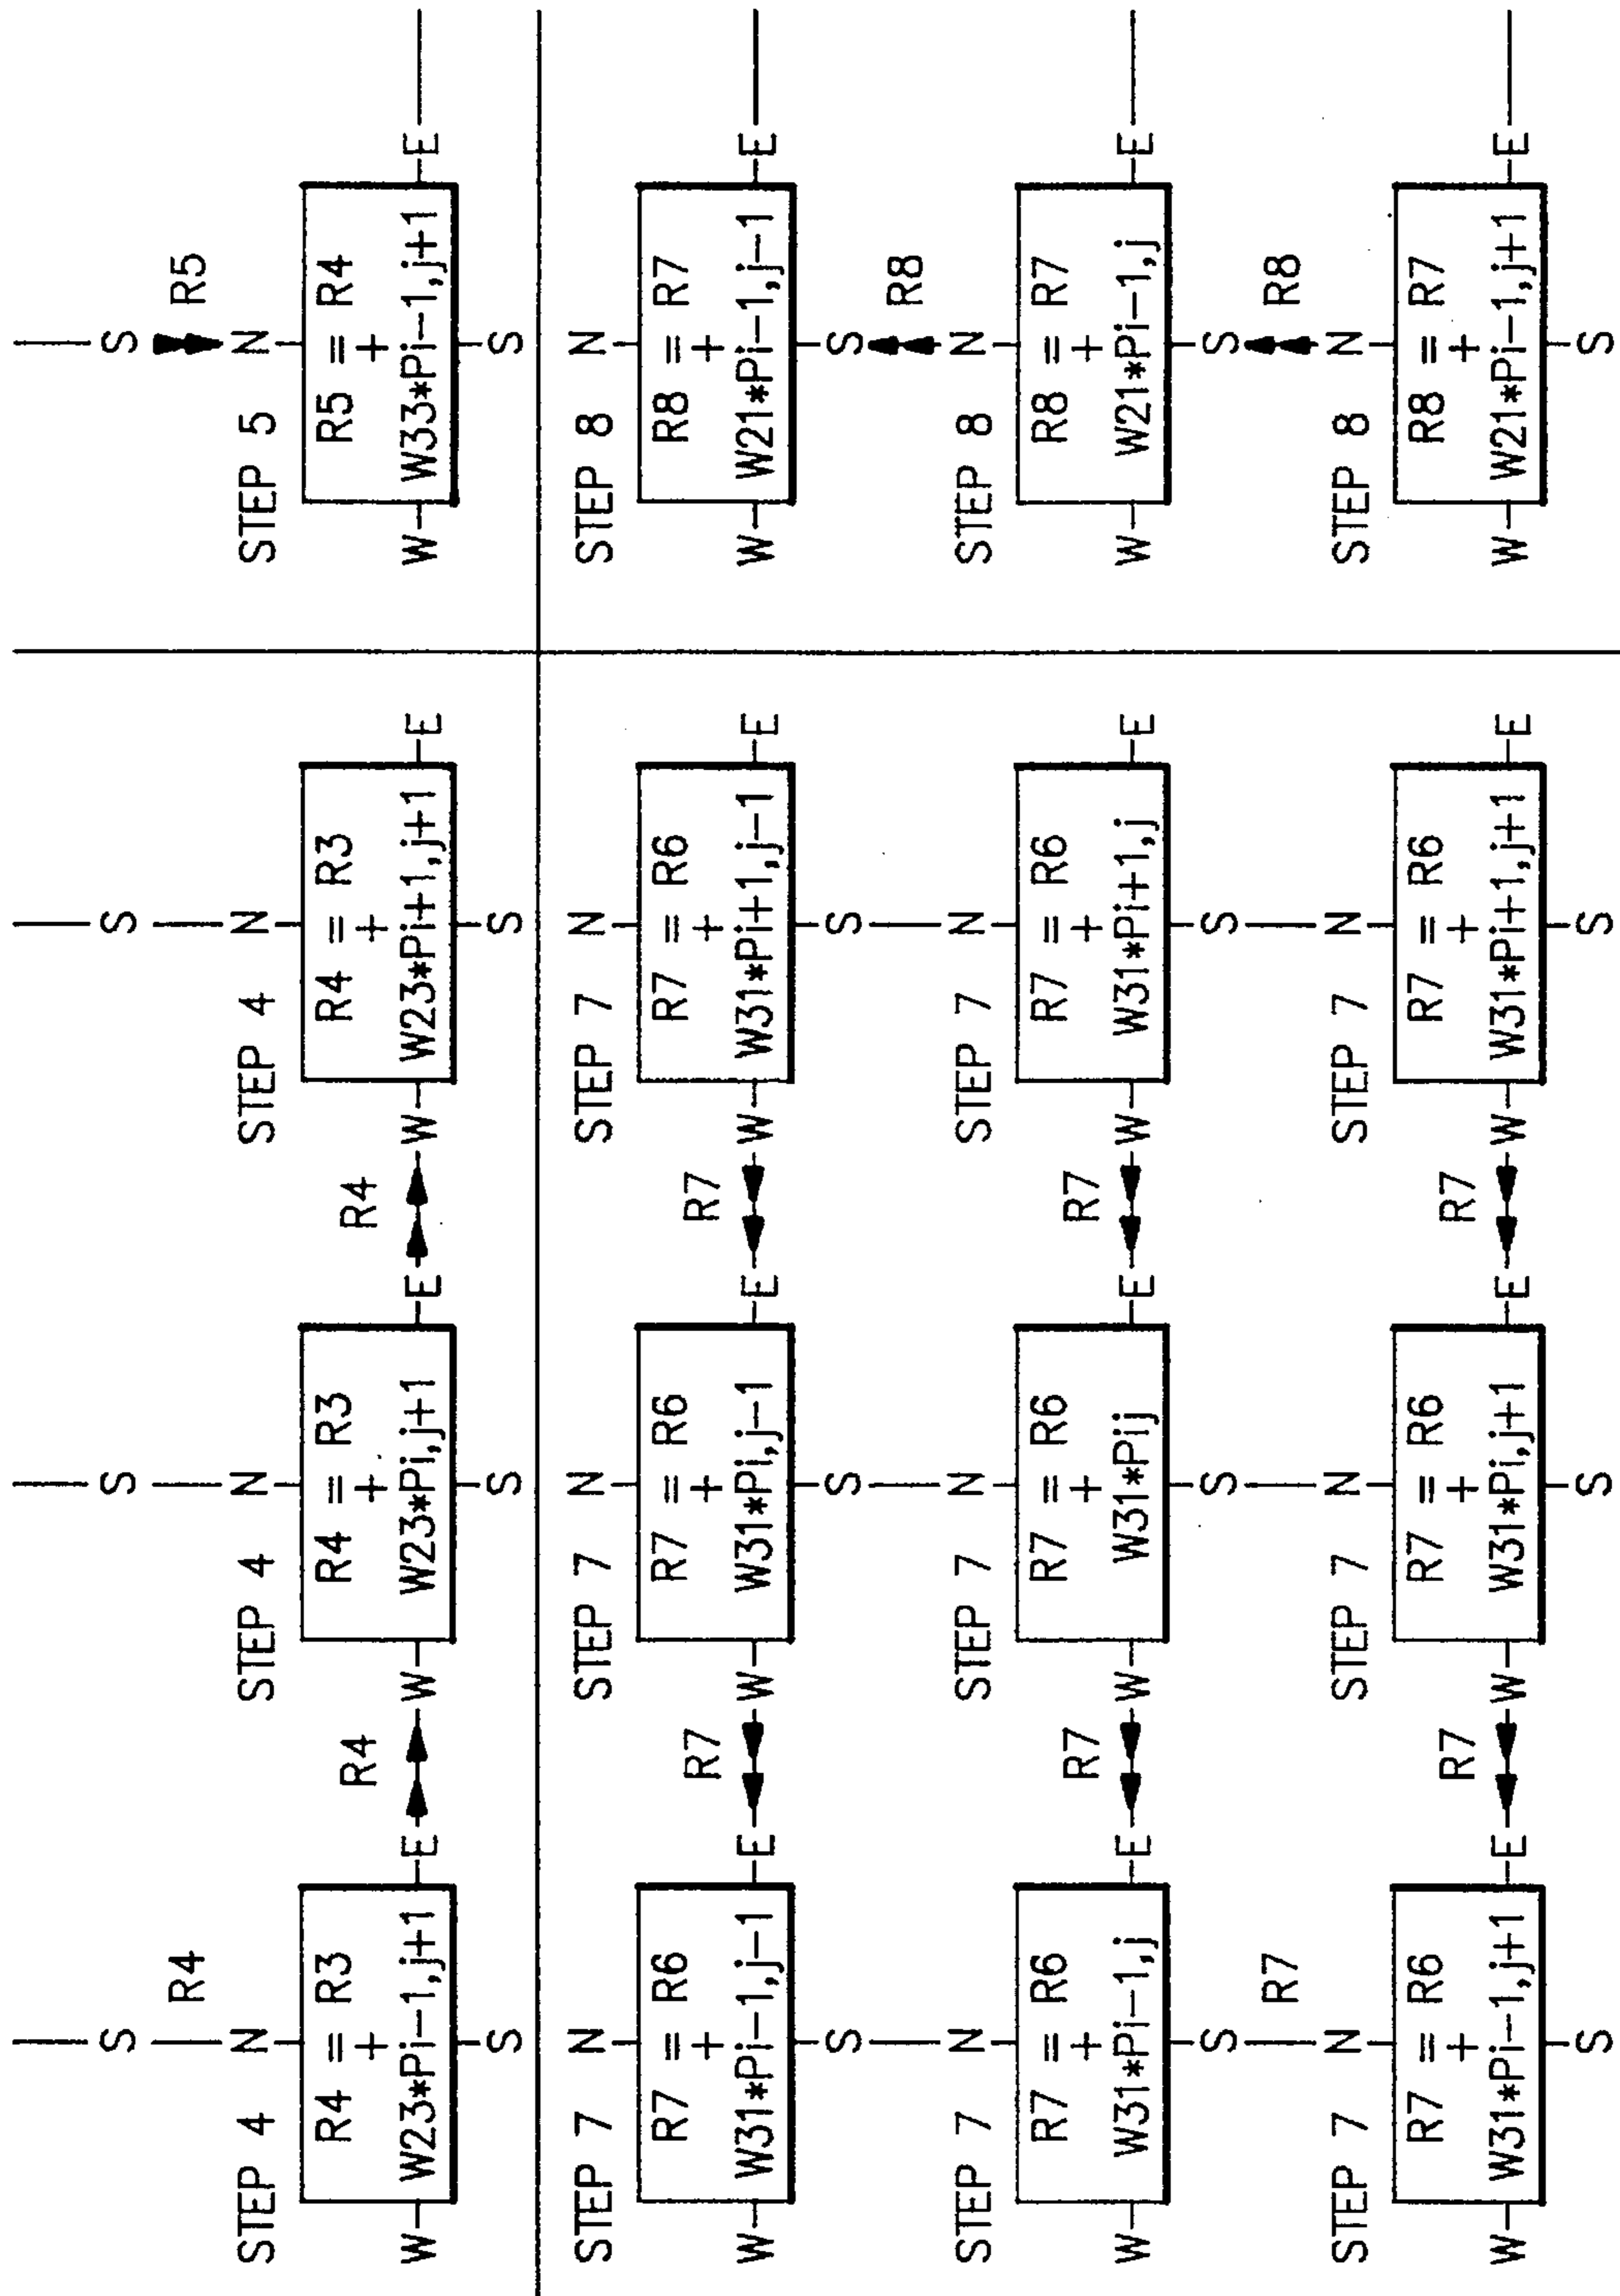 S S S S
R4 R5
STEP 4 N STEP 4 N STEP 4 N STEP 5 N
R4 = R3 R4 R4 = R3 R4 R4 = R3 R5 = R4
+ + + +
W W23*Pi-1,j+1 E W W23*Pi,j+1 E W W23*Pi+1,j+1 E W W33*Pi-1,j+1 E
S S S S
STEP 7 N STEP 7 N STEP 7 N STEP 8 N
R7 = R6 R7 R7 = R6 R7 R7 = R6 R8 = R7
+ + + +
W W31*Pi-1,j-1 E W W31*Pi,j-1 E W W31*Pi+1,j-1 E W W21*Pi-1,j-1 E
S S S S
R8
STEP 7 N STEP 7 N STEP 7 N STEP 8 N
R7 = R6 R7 R7 = R6 R7 R7 = R6 R8 = R7
+ + + +
W W31*Pi-1,j E W W31*Pij E W W31*Pi+1,j E W W21*Pi-1,j E
S S S S
R7 R8
STEP 7 N STEP 7 N STEP 7 N STEP 8 N
R7 = R6 R7 R7 = R6 R7 R7 = R6 R8 = R7
+ + + +
W W31*Pi-1,j+1 E W W31*Pi,j+1 E W W31*Pi+1,j+1 E W W21*Pi-1,j+1 E
S S S S